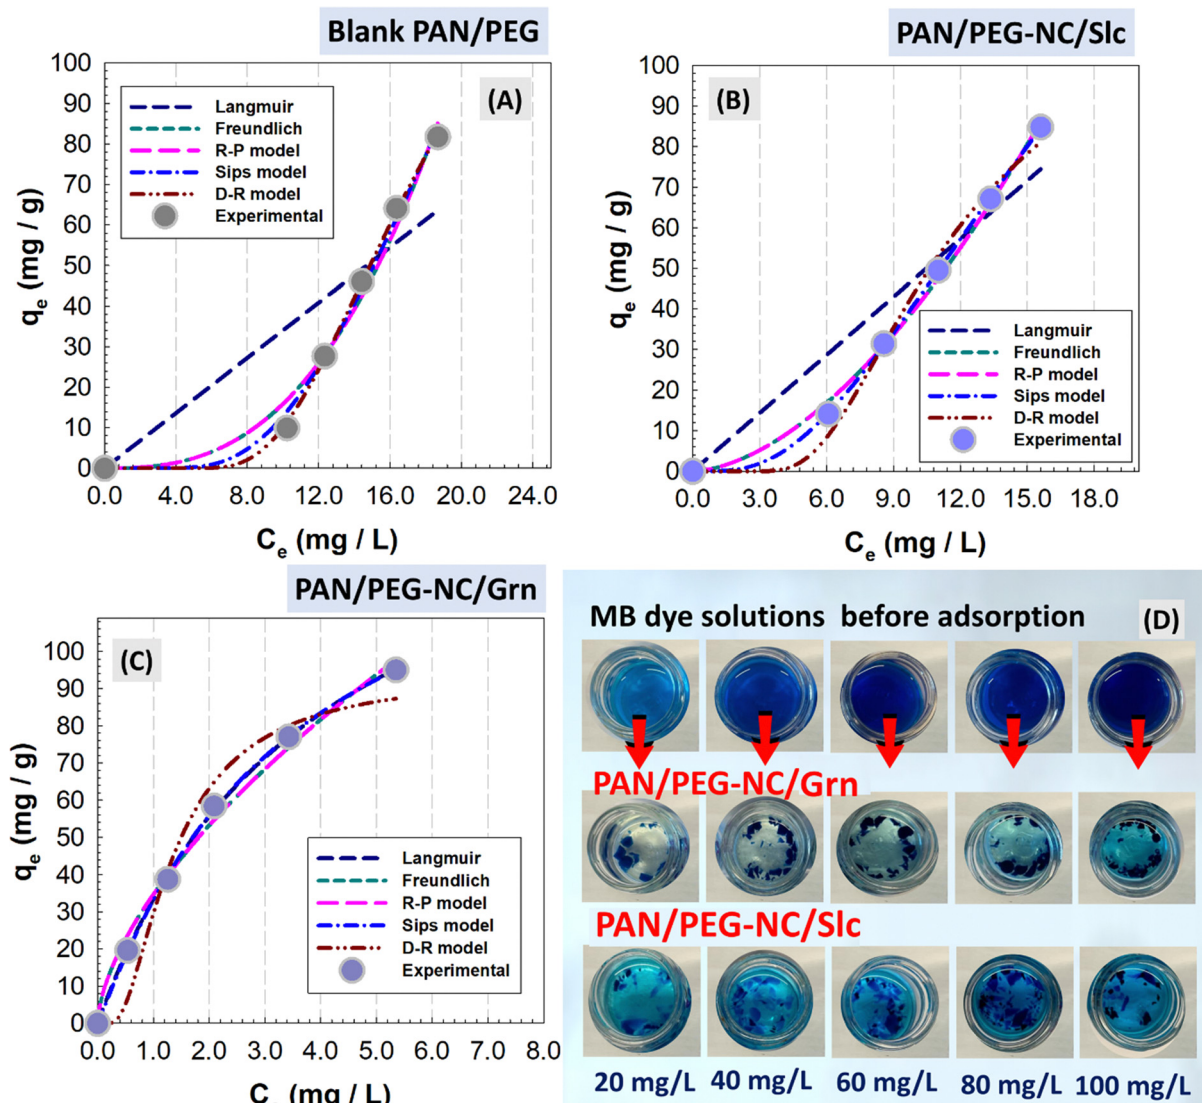 Blank PAN/PEG
(A)
100
90
80
70
60
50
40
30
20
10
0
q_e (mg / g)
Langmuir
Freundlich
R-P model
Sips model
D-R model
Experimental
0.0 4.0 8.0 12.0 16.0 20.0 24.0
C_e (mg / L)
PAN/PEG-NC/Slc
(B)
100
90
80
70
60
50
40
30
20
10
0
q_e (mg / g)
Langmuir
Freundlich
R-P model
Sips model
D-R model
Experimental
0.0 3.0 6.0 9.0 12.0 15.0 18.0
C_e (mg / L)
PAN/PEG-NC/Grn
(C)
100
90
80
70
60
50
40
30
20
10
0
q_e (mg / g)
Langmuir
Freundlich
R-P model
Sips model
D-R model
Experimental
0.0 1.0 2.0 3.0 4.0 5.0 6.0 7.0 8.0
C (mg / L)
MB dye solutions before adsorption
(D)
PAN/PEG-NC/Grn
PAN/PEG-NC/Slc
20 mg/L 40 mg/L 60 mg/L 80 mg/L 100 mg/L